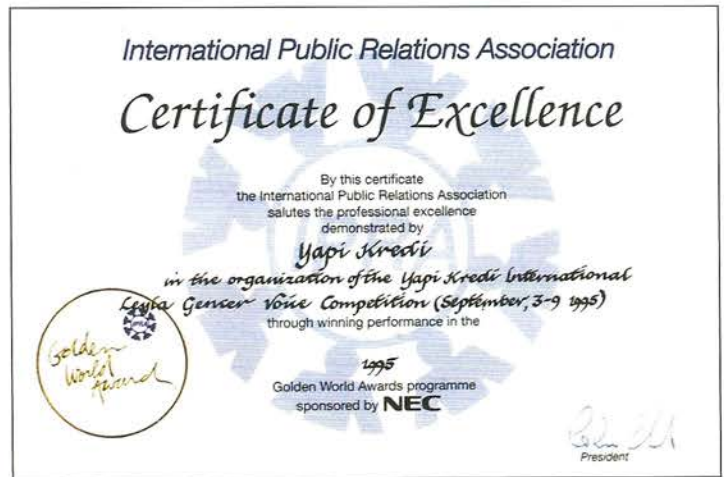 International Public Relations Association
Certificate of Excellence
By this certificate
the International Public Relations Association
salutes the professional excellence
demonstrated by
Yapi Kredi
in the organization of the Yapi Kredi International
Leyla Gencer Voice Competition (September, 3-9 1995)
through winning performance in the
1995
Golden World Awards programme
sponsored by NEC
Golden
World
Award
President